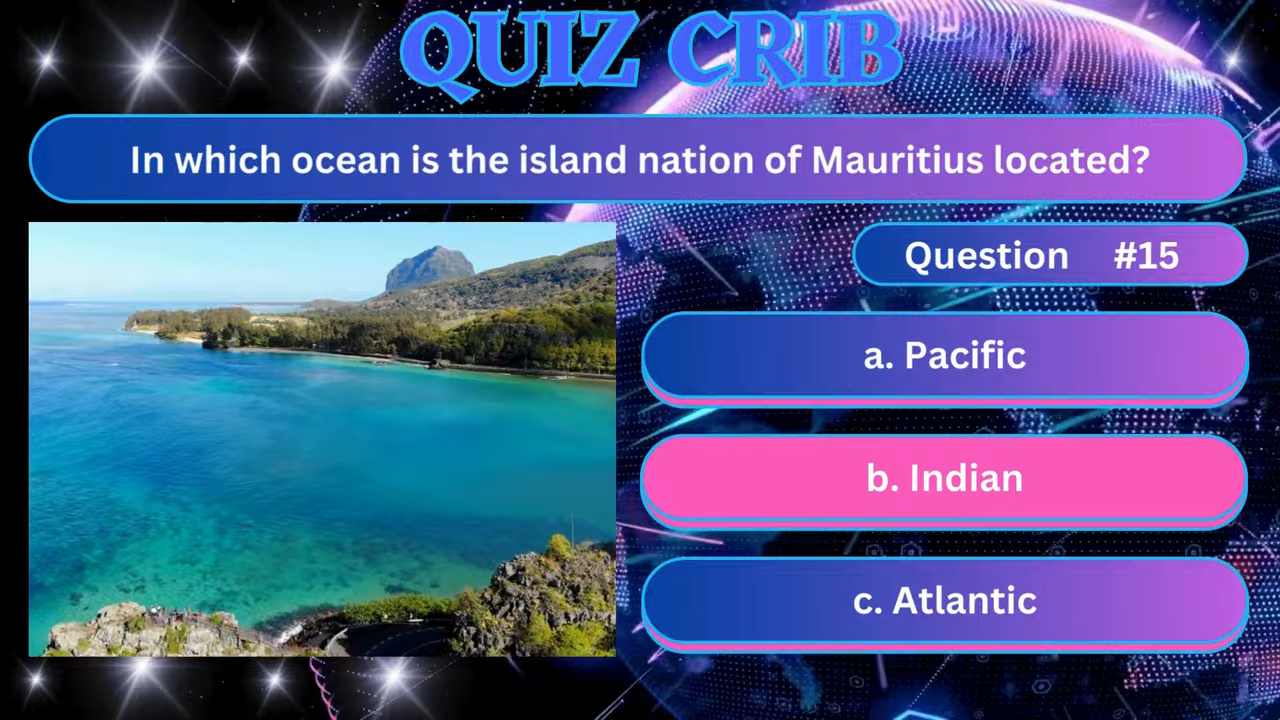 QUIZ CRIB
In which ocean is the island nation of Mauritius located?
Question #15
a. Pacific
b. Indian
c. Atlantic